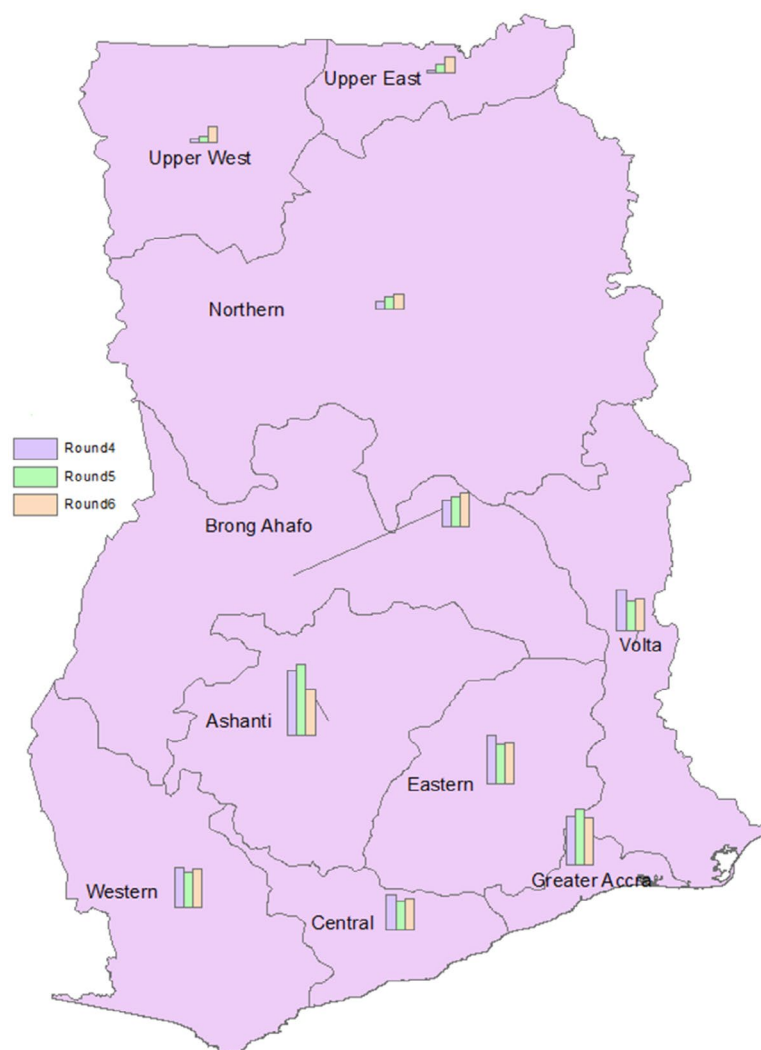 Upper East
Upper West
Northern
Round4
Round5
Round6
Brong Ahafo
Volta
Ashanti
Eastern
Greater Accra
Western
Central